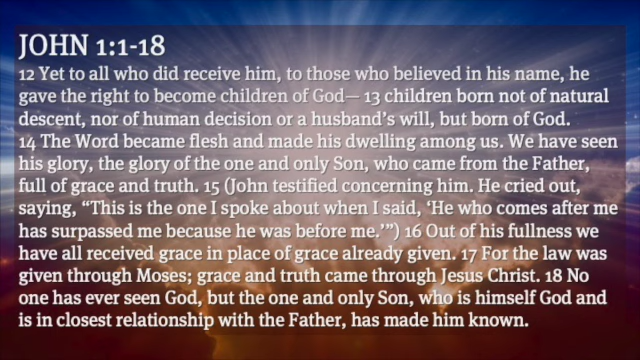 JOHN 1:1-18
12 Yet to all who did receive him, to those who believed in his name, he
gave the right to become children of God— 13 children born not of natural
descent, nor of human decision or a husband’s will, but born of God.
14 The Word became flesh and made his dwelling among us. We have seen
his glory, the glory of the one and only Son, who came from the Father,
full of grace and truth. 15 (John testified concerning him. He cried out,
saying, “This is the one I spoke about when I said, ‘He who comes after me
has surpassed me because he was before me.’”) 16 Out of his fullness we
have all received grace in place of grace already given. 17 For the law was
given through Moses; grace and truth came through Jesus Christ. 18 No
one has ever seen God, but the one and only Son, who is himself God and
is in closest relationship with the Father, has made him known.